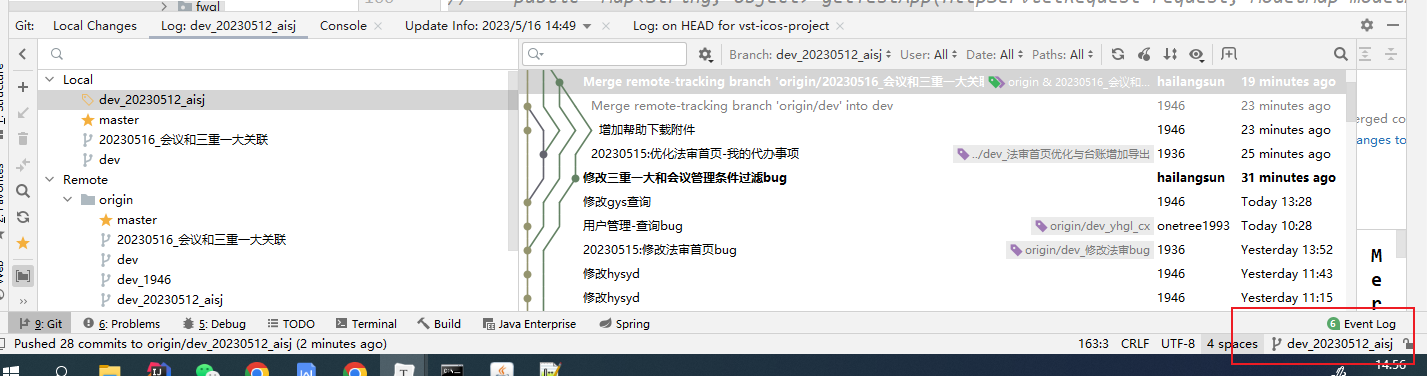 fwal
Git: Local Changes Log: dev_20230512_aisj Console Update Info: 2023/5/16 14:49 Log: on HEAD for vst-icos-project
Branch: dev_20230512_aisj User: All Date: All Paths: All
Local
dev_20230512_aisj
master
20230516_会议和三重一大关联
dev
Remote
origin
master
20230516_会议和三重一大关联
dev
dev_1946
dev_20230512_aisj
Merge remote-tracking branch 'origin/20230516_会议和三重一大关联 origin & 20230516_会议和... hailangsun 19 minutes ago
Merge remote-tracking branch 'origin/dev' into dev 1946 23 minutes ago
增加帮助下载附件 1946 23 minutes ago
20230515:优化法审首页-我的代办事项 ../dev_法审首页优化与台账增加导出 1936 25 minutes ago
修改三重一大和会议管理条件过滤bug hailangsun 31 minutes ago
修改gys查询 1946 Today 13:28
用户管理-查询bug origin/dev_yhgl_cx onetree1993 Today 10:28
20230515:修改法审首页bug origin/dev_修改法审bug 1936 Yesterday 13:52
修改hysyd 1946 Yesterday 11:43
修改hysyd 1946 Yesterday 11:15
erged co
anges to
M
e
r
9: Git 6: Problems 5: Debug TODO Terminal Build Java Enterprise Spring 6 Event Log
Pushed 28 commits to origin/dev_20230512_aisj (2 minutes ago) 163:3 CRLF UTF-8 4 spaces dev_20230512_aisj
14:56